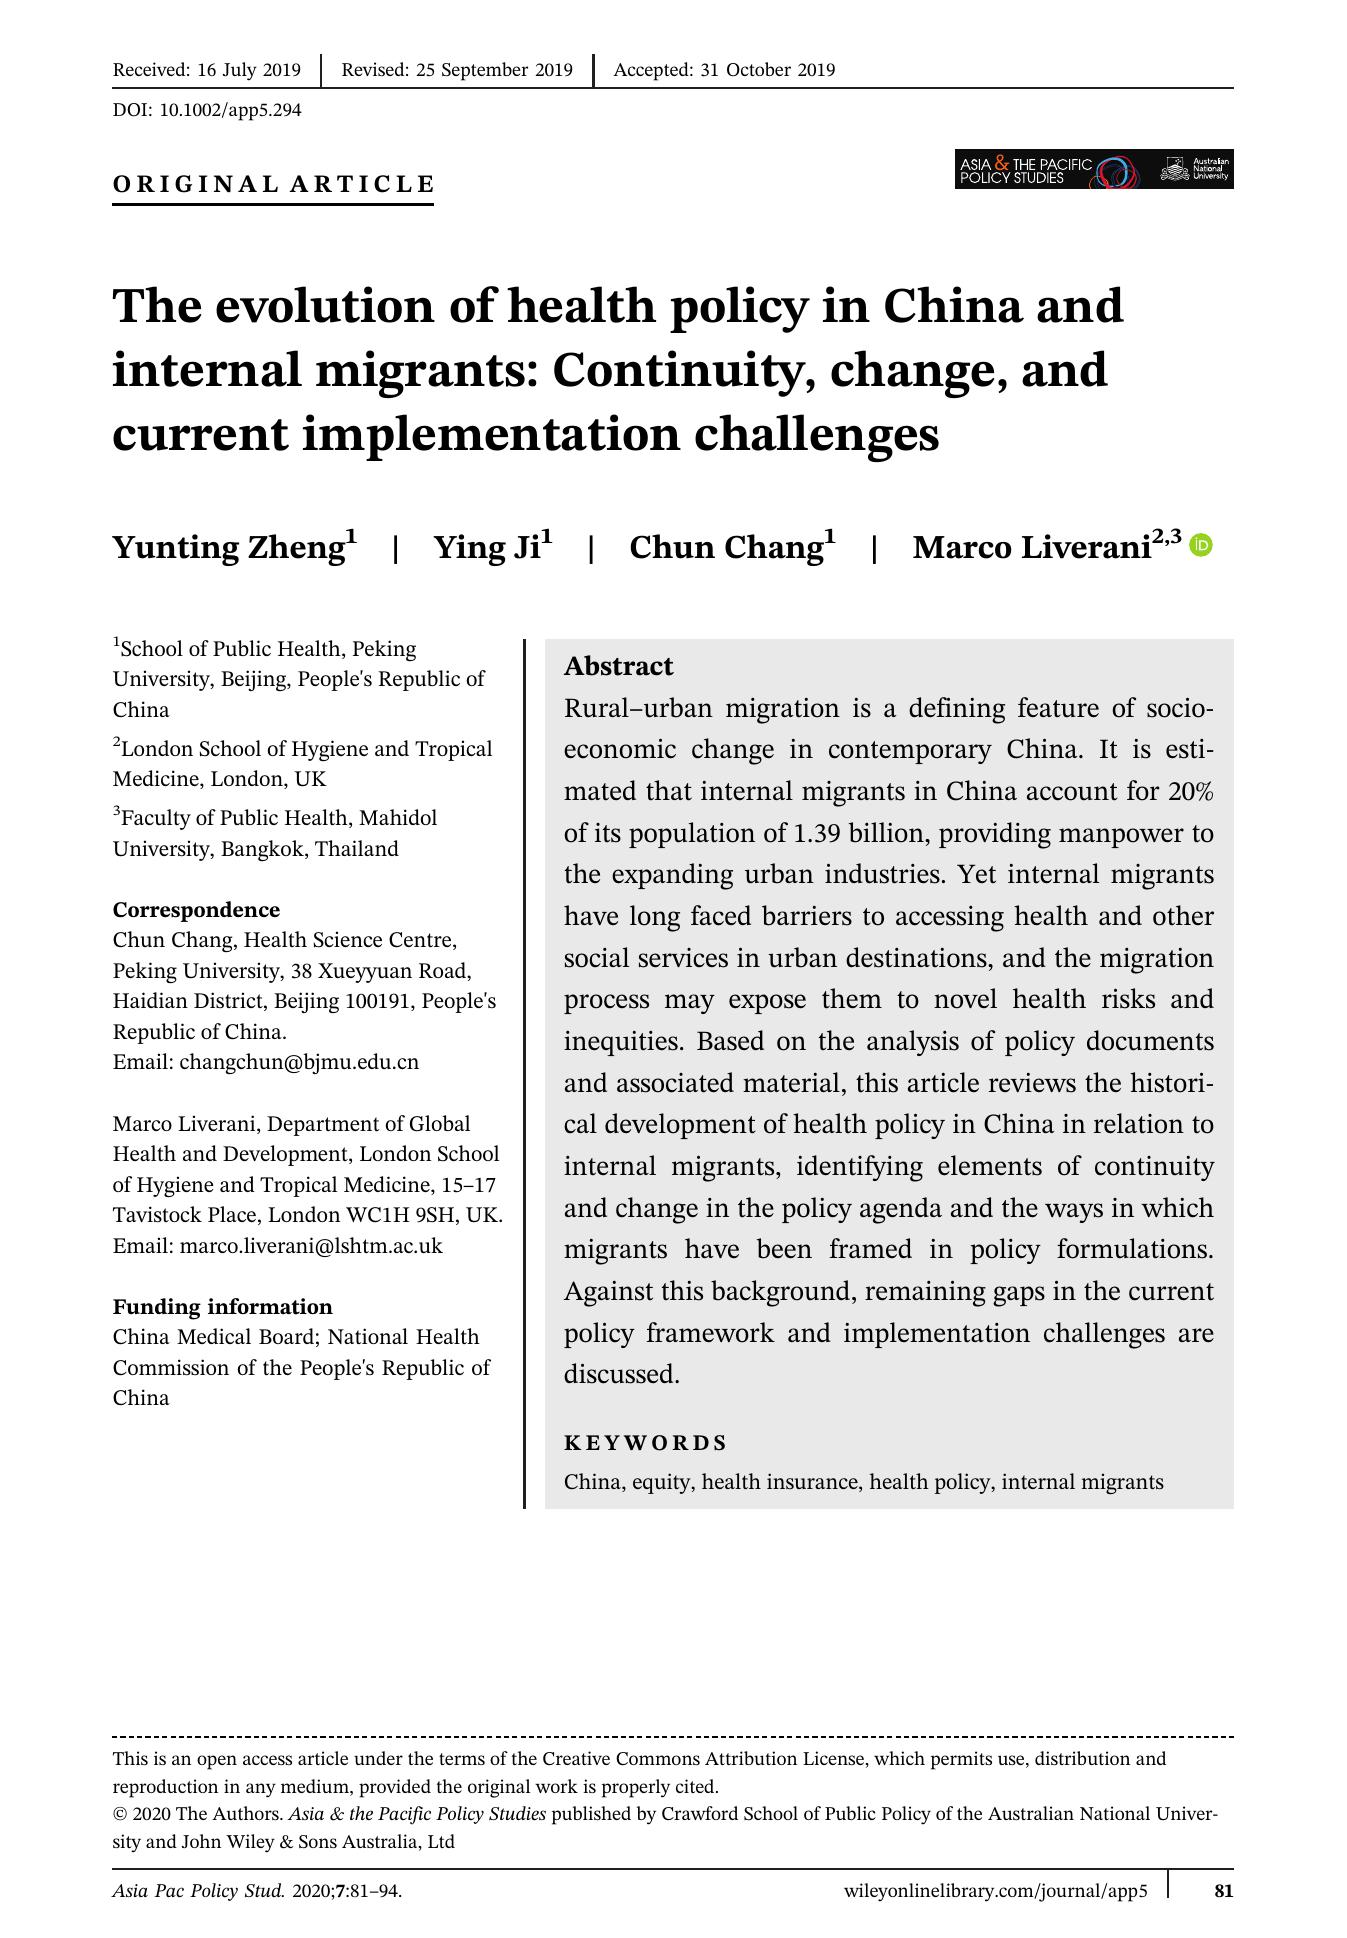 Received: 16 July 2019 | Revised: 25 September 2019 | Accepted: 31 October 2019
DOI: 10.1002/app5.294
ORIGINAL ARTICLE
ASIA & THE PACIFIC
POLICY STUDIES
Australian
National
University
The evolution of health policy in China and
internal migrants: Continuity, change, and
current implementation challenges
Yunting Zheng1 | Ying Ji1 | Chun Chang1 | Marco Liverani2,3 iD
1School of Public Health, Peking
University, Beijing, People's Republic of
China
2London School of Hygiene and Tropical
Medicine, London, UK
3Faculty of Public Health, Mahidol
University, Bangkok, Thailand
Correspondence
Chun Chang, Health Science Centre,
Peking University, 38 Xueyyuan Road,
Haidian District, Beijing 100191, People's
Republic of China.
Email: changchun@bjmu.edu.cn
Marco Liverani, Department of Global
Health and Development, London School
of Hygiene and Tropical Medicine, 15–17
Tavistock Place, London WC1H 9SH, UK.
Email: marco.liverani@lshtm.ac.uk
Funding information
China Medical Board; National Health
Commission of the People's Republic of
China
Abstract
Rural–urban migration is a defining feature of socio-
economic change in contemporary China. It is esti-
mated that internal migrants in China account for 20%
of its population of 1.39 billion, providing manpower to
the expanding urban industries. Yet internal migrants
have long faced barriers to accessing health and other
social services in urban destinations, and the migration
process may expose them to novel health risks and
inequities. Based on the analysis of policy documents
and associated material, this article reviews the histori-
cal development of health policy in China in relation to
internal migrants, identifying elements of continuity
and change in the policy agenda and the ways in which
migrants have been framed in policy formulations.
Against this background, remaining gaps in the current
policy framework and implementation challenges are
discussed.
KEYWORDS
China, equity, health insurance, health policy, internal migrants
This is an open access article under the terms of the Creative Commons Attribution License, which permits use, distribution and
reproduction in any medium, provided the original work is properly cited.
© 2020 The Authors. Asia & the Pacific Policy Studies published by Crawford School of Public Policy of the Australian National Univer-
sity and John Wiley & Sons Australia, Ltd
Asia Pac Policy Stud. 2020;7:81–94. wileyonlinelibrary.com/journal/app5 | 81